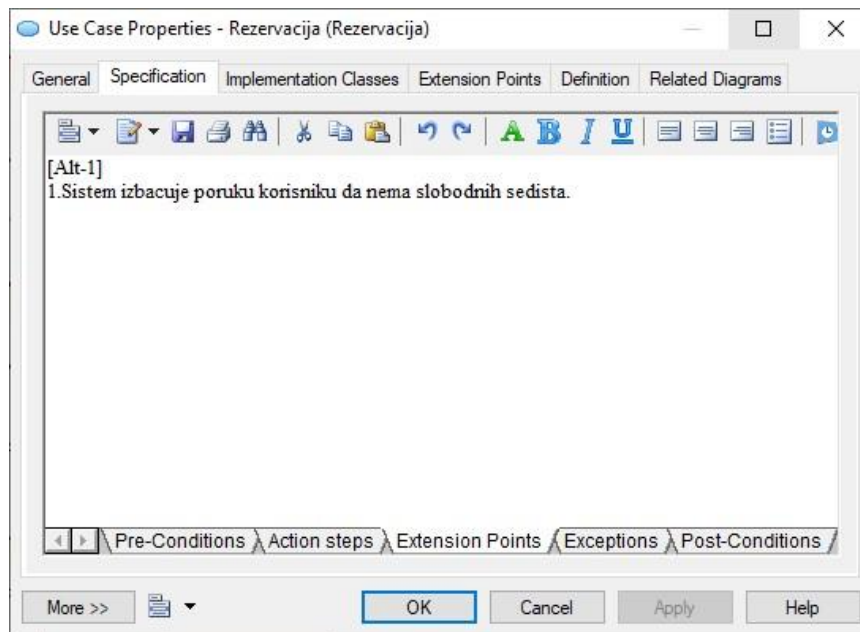 Use Case Properties - Rezervacija (Rezervacija)
General Specification Implementation Classes Extension Points Definition Related Diagrams
A B I U
[Alt-1]
1.Sistem izbacuje poruku korisniku da nema slobodnih sedista.
Pre-Conditions Action steps Extension Points Exceptions Post-Conditions
More >> OK Cancel Apply Help